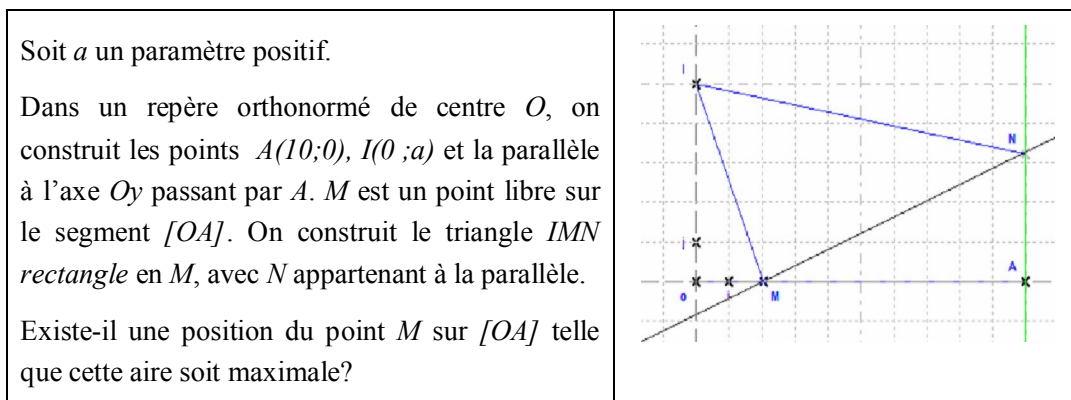 Soit a un paramètre positif.
Dans un repère orthonormé de centre O, on
construit les points A(10;0), I(0 ;a) et la parallèle
à l’axe Oy passant par A. M est un point libre sur
le segment [OA]. On construit le triangle IMN
rectangle en M, avec N appartenant à la parallèle.
Existe-il une position du point M sur [OA] telle
que cette aire soit maximale?
I
N
j
A
o
i
M